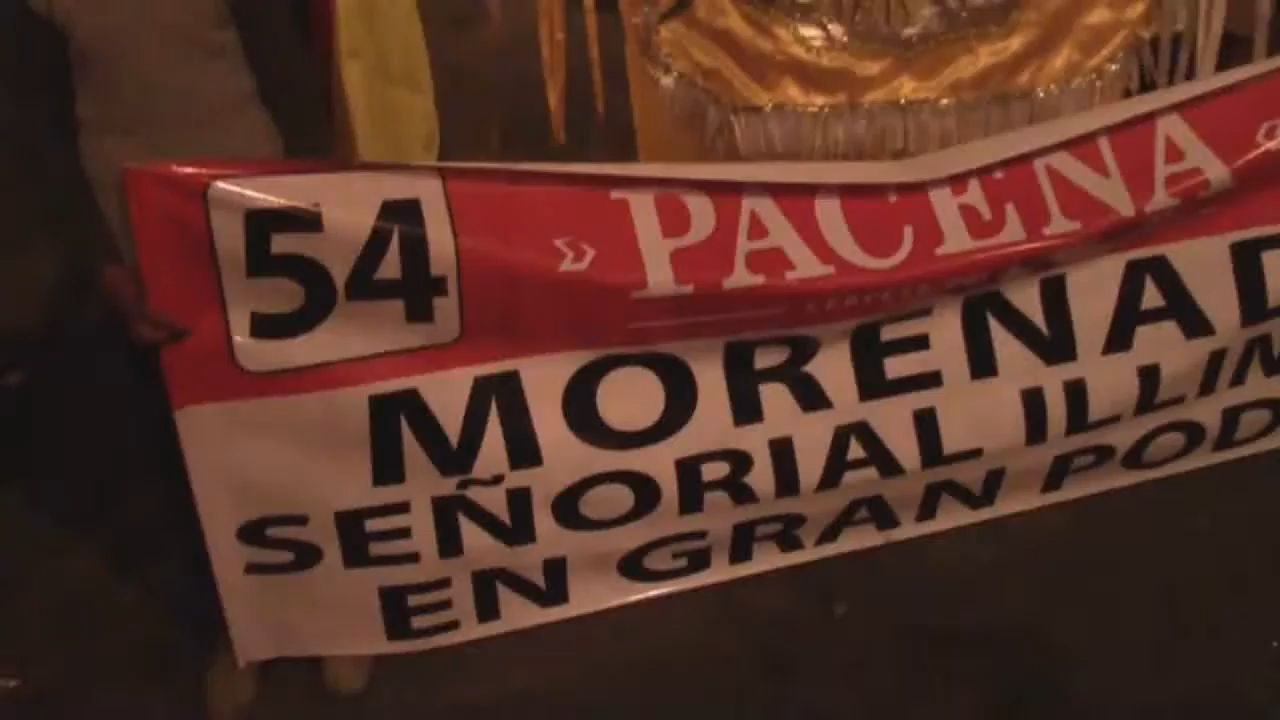 54
PACEÑA
MORENAD
SEÑORIAL ILLIM
EN GRAN POD